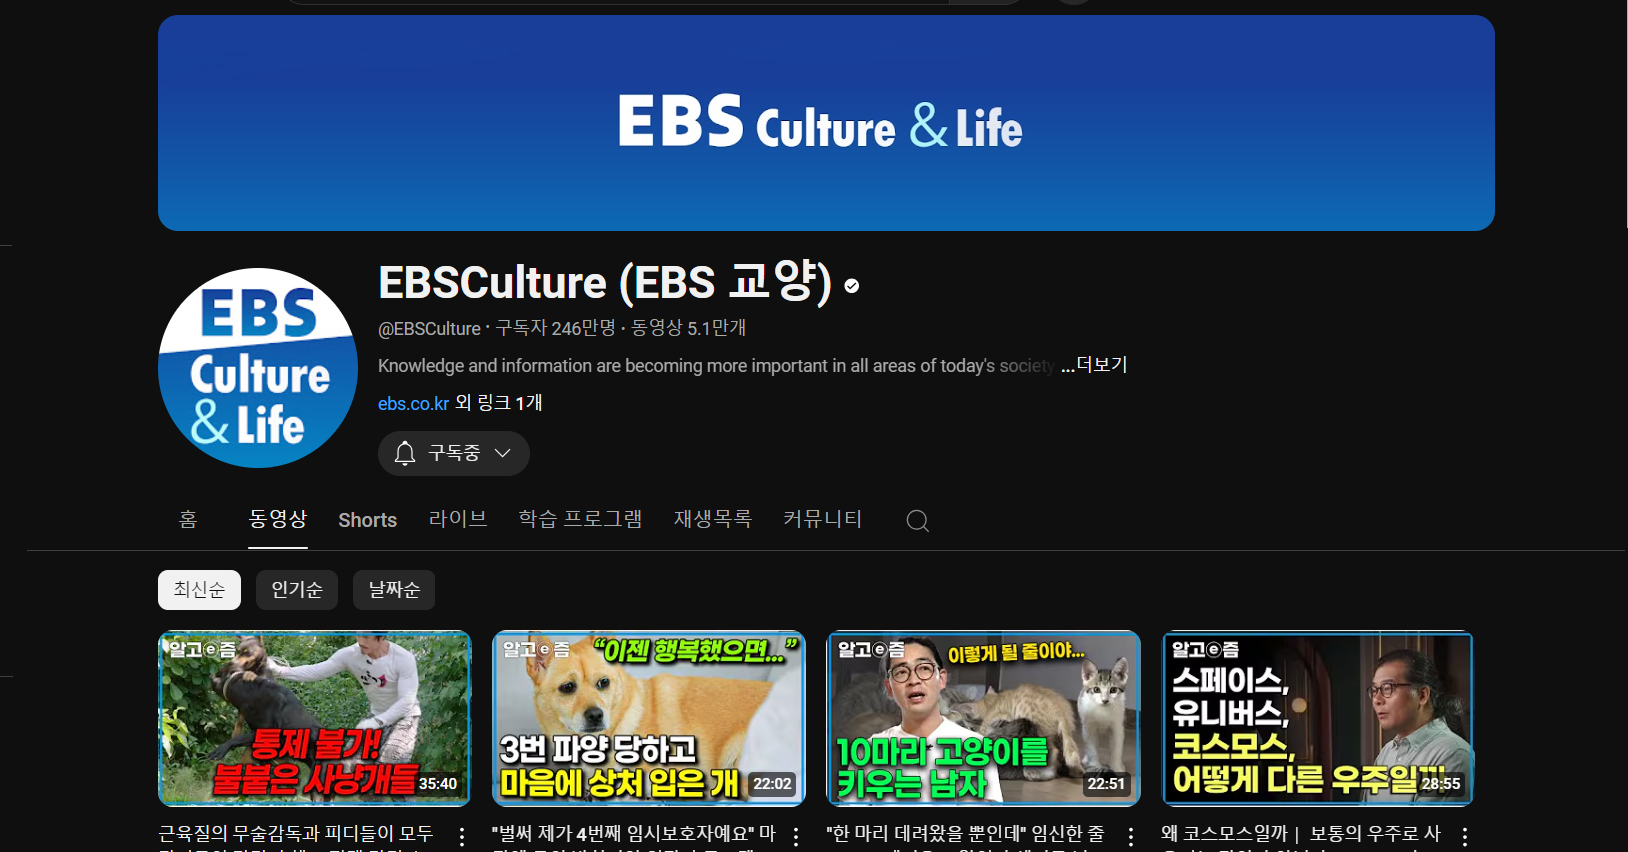 EBS Culture & Life
EBS
Culture
& Life
EBSCulture (EBS 교양)
@EBSCulture · 구독자 246만명 · 동영상 5.1만개
Knowledge and information are becoming more important in all areas of today's society ...더보기
ebs.co.kr 외 링크 1개
구독중
홈 동영상 Shorts 라이브 학습 프로그램 재생목록 커뮤니티
최신순 인기순 날짜순
알고e즘
통제 불가!
불붙은 사냥개들
35:40
알고e즘
“이젠 행복했으면...”
3번 파양 당하고
마음에 상처 입은 개
22:02
알고e즘
이렇게 될 줄이야...
10마리 고양이를
키우는 남자
22:51
알고e즘
스페이스,
유니버스,
코스모스,
어떻게 다른 우주일까
28:55
근육질의 무술감독과 피디들이 모두
"벌써 제가 4번째 임시보호자예요" 마
"한 마리 데려왔을 뿐인데" 임신한 줄
왜 코스모스일까 | 보통의 우주로 사